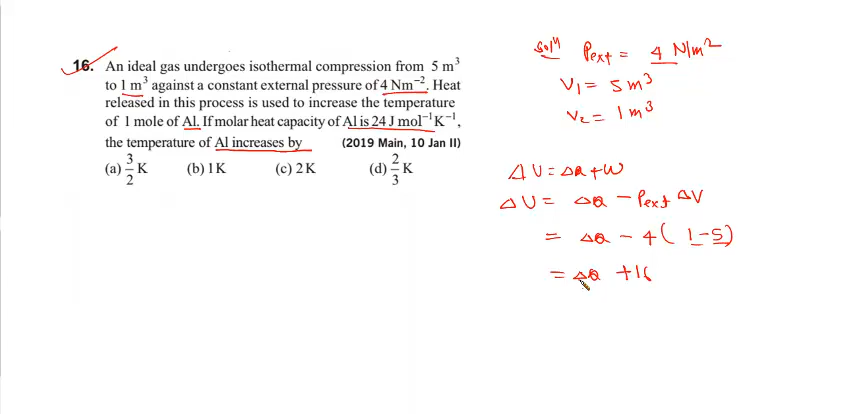 16. An ideal gas undergoes isothermal compression from 5 m³
to 1 m³ against a constant external pressure of 4 Nm⁻². Heat
released in this process is used to increase the temperature
of 1 mole of Al. If molar heat capacity of Al is 24 J mol⁻¹K⁻¹,
the temperature of Al increases by (2019 Main, 10 Jan II)
(a) 3/2 K (b) 1 K (c) 2 K (d) 2/3 K
Solⁿ Pext = 4 N/m²
V₁ = 5 m³
V₂ = 1 m³
ΔU = ΔQ + W
ΔU = ΔQ − Pext ΔV
= ΔQ − 4 ( 1 − 5 )
= ΔQ + 16